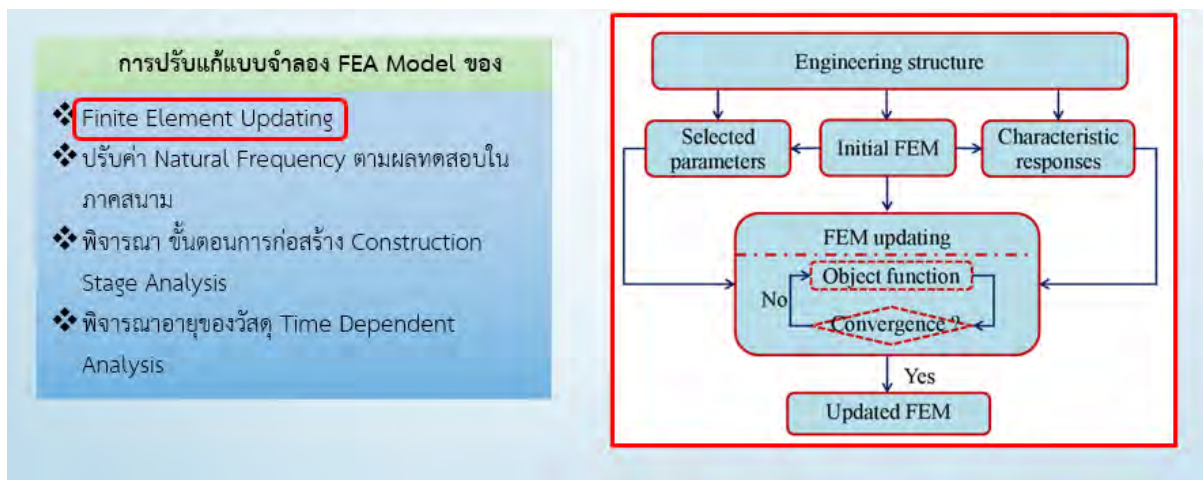 การปรับแก้แบบจำลอง FEA Model ของ
❖ Finite Element Updating
❖ ปรับค่า Natural Frequency ตามผลทดสอบใน
ภาคสนาม
❖ พิจารณา ขั้นตอนการก่อสร้าง Construction
Stage Analysis
❖ พิจารณาอายุของวัสดุ Time Dependent
Analysis
Engineering structure
Selected
parameters
Initial FEM
Characteristic
responses
FEM updating
Object function
No
Convergence ?
Yes
Updated FEM